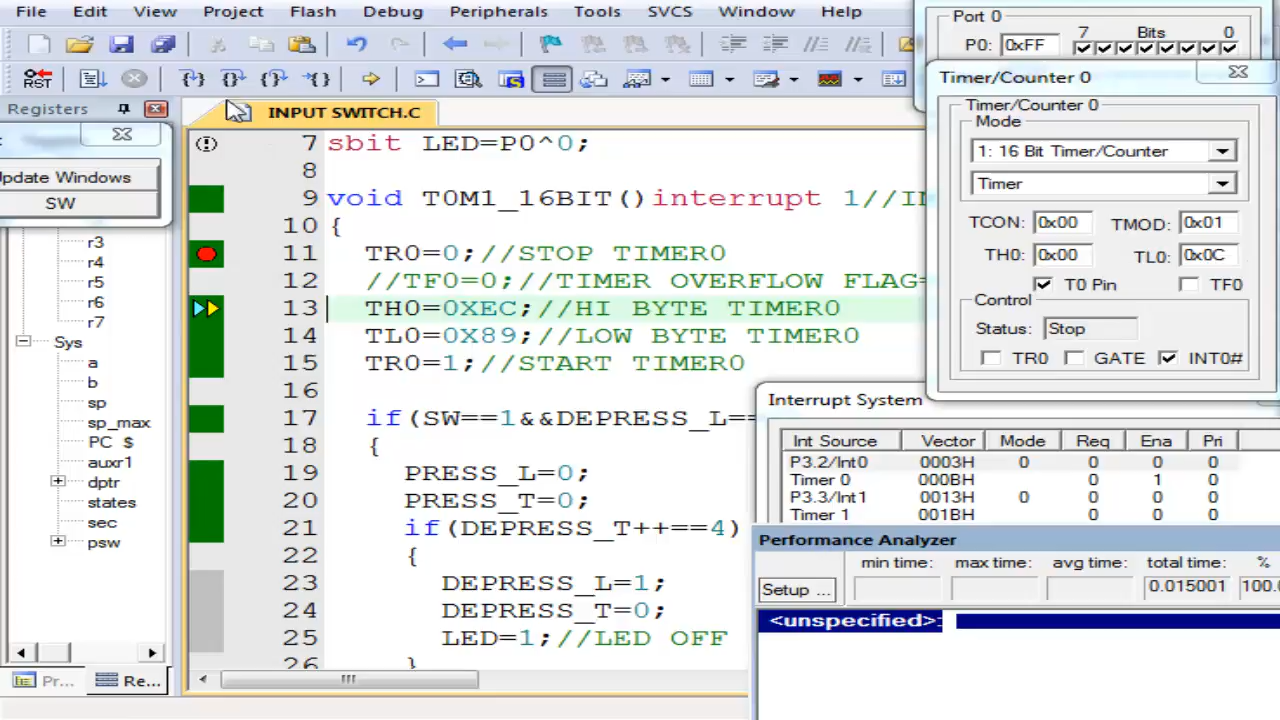 File Edit View Project Flash Debug Peripherals Tools SVCS Window Help
RST
Registers
INPUT SWITCH.C
Update Windows
SW
r3
r4
r5
r6
r7
Sys
a
b
sp
sp_max
PC $
auxr1
dptr
states
sec
psw
Pr...
Re...
7 sbit LED=P0^0;
8
9 void T0M1_16BIT()interrupt 1//
10 {
11 TR0=0;//STOP TIMER0
12 //TF0=0;//TIMER OVERFLOW FLAG=
13 TH0=0XEC;//HI BYTE TIMER0
14 TL0=0X89;//LOW BYTE TIMER0
15 TR0=1;//START TIMER0
16
17 if(SW==1&&DEPRESS_L==
18 {
19 PRESS_L=0;
20 PRESS_T=0;
21 if(DEPRESS_T++==4)
22 {
23 DEPRESS_L=1;
24 DEPRESS_T=0;
25 LED=1;//LED OFF
26 }
Port 0
7 Bits 0
P0: 0xFF
Timer/Counter 0
Timer/Counter 0
Mode
1: 16 Bit Timer/Counter
Timer
TCON: 0x00 TMOD: 0x01
TH0: 0x00 TL0: 0x0C
T0 Pin TF0
Control
Status: Stop
TR0 GATE INT0#
Interrupt System
Int Source Vector Mode Req Ena Pri
P3.2/Int0 0003H 0 0 0 0
Timer 0 000BH 0 1 0
P3.3/Int1 0013H 0 0 0 0
Timer 1 001BH 0 0 0
Performance Analyzer
min time: max time: avg time: total time: %
Setup ... 0.015001 100.
<unspecified>: